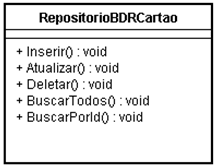 RepositorioBDRCartao
+ Inserir() : void
+ Atualizar() : void
+ Deletar() : void
+ BuscarTodos() : void
+ BuscarPorId() : void